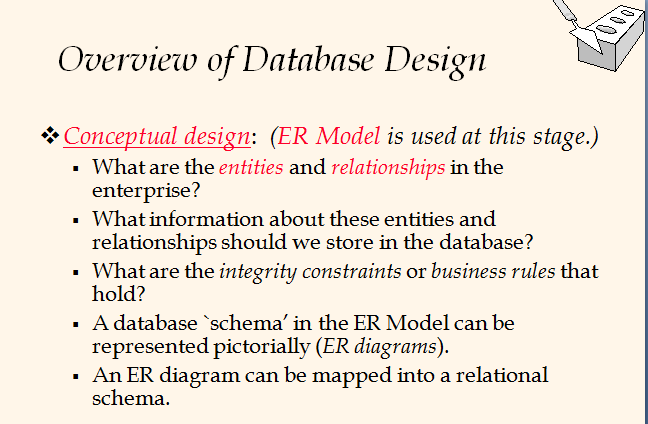 Overview of Database Design
❖ Conceptual design: (ER Model is used at this stage.)
▪ What are the entities and relationships in the
enterprise?
▪ What information about these entities and
relationships should we store in the database?
▪ What are the integrity constraints or business rules that
hold?
▪ A database `schema’ in the ER Model can be
represented pictorially (ER diagrams).
▪ An ER diagram can be mapped into a relational
schema.